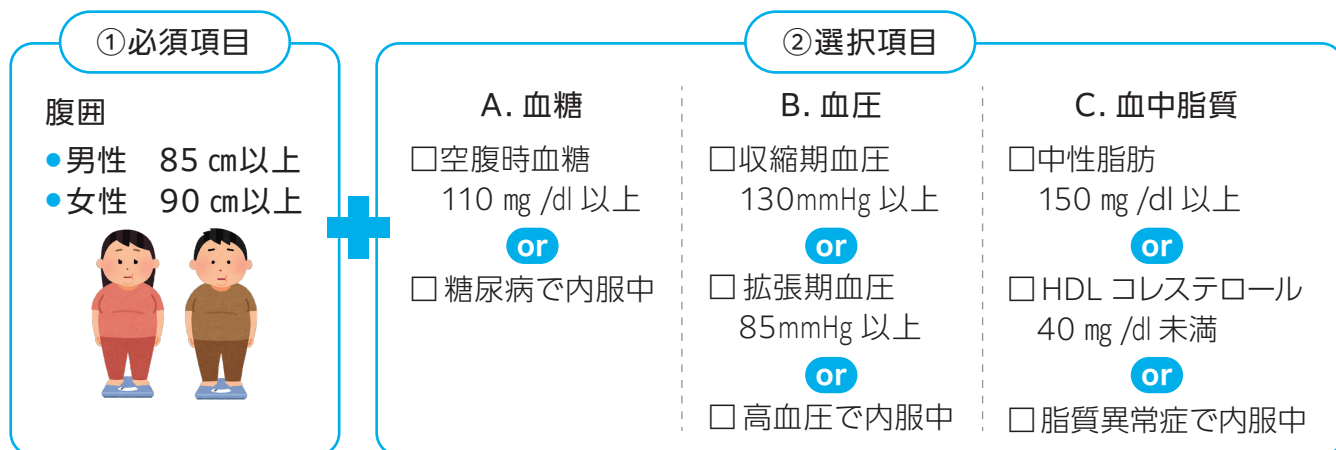 ①必須項目
腹囲
●男性　85 ㎝以上
●女性　90 ㎝以上
②選択項目
A. 血糖
□空腹時血糖
110 ㎎ /㎗ 以上
or
□ 糖尿病で内服中
B. 血圧
□収縮期血圧
130mmHg 以上
or
□ 拡張期血圧
85mmHg 以上
or
□ 高血圧で内服中
C. 血中脂質
□中性脂肪
150 ㎎ /dl 以上
or
□ HDL コレステロール
40 ㎎ /㎗ 未満
or
□ 脂質異常症で内服中